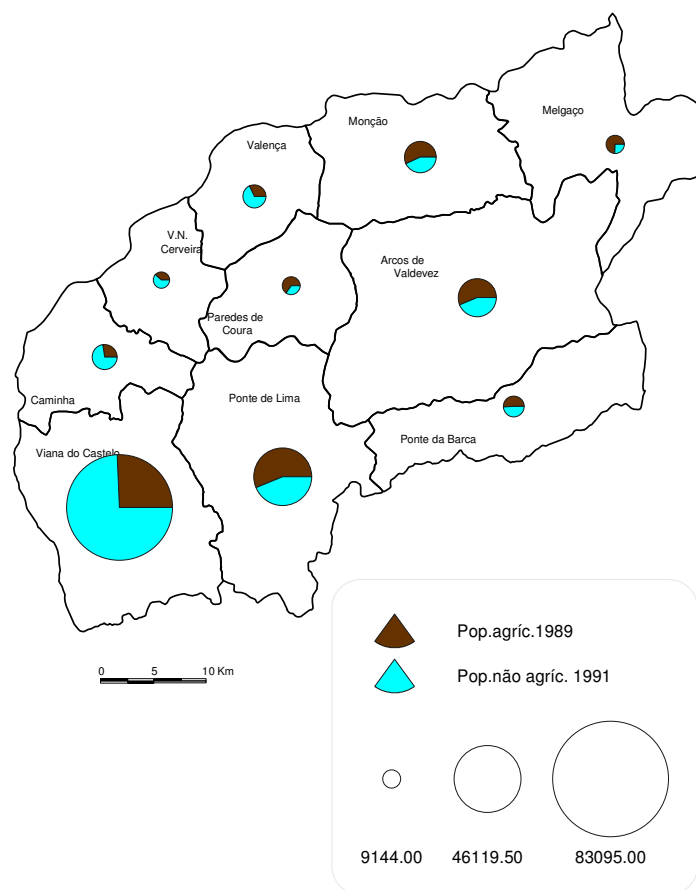 Melgaço
Monção
Valença
V.N.
Cerveira
Arcos de
Valdevez
Paredes de
Coura
Caminha
Ponte de Lima
Ponte da Barca
Viana do Castelo
0 5 10 Km
Pop.agríc.1989
Pop.não agríc. 1991
9144.00 46119.50 83095.00